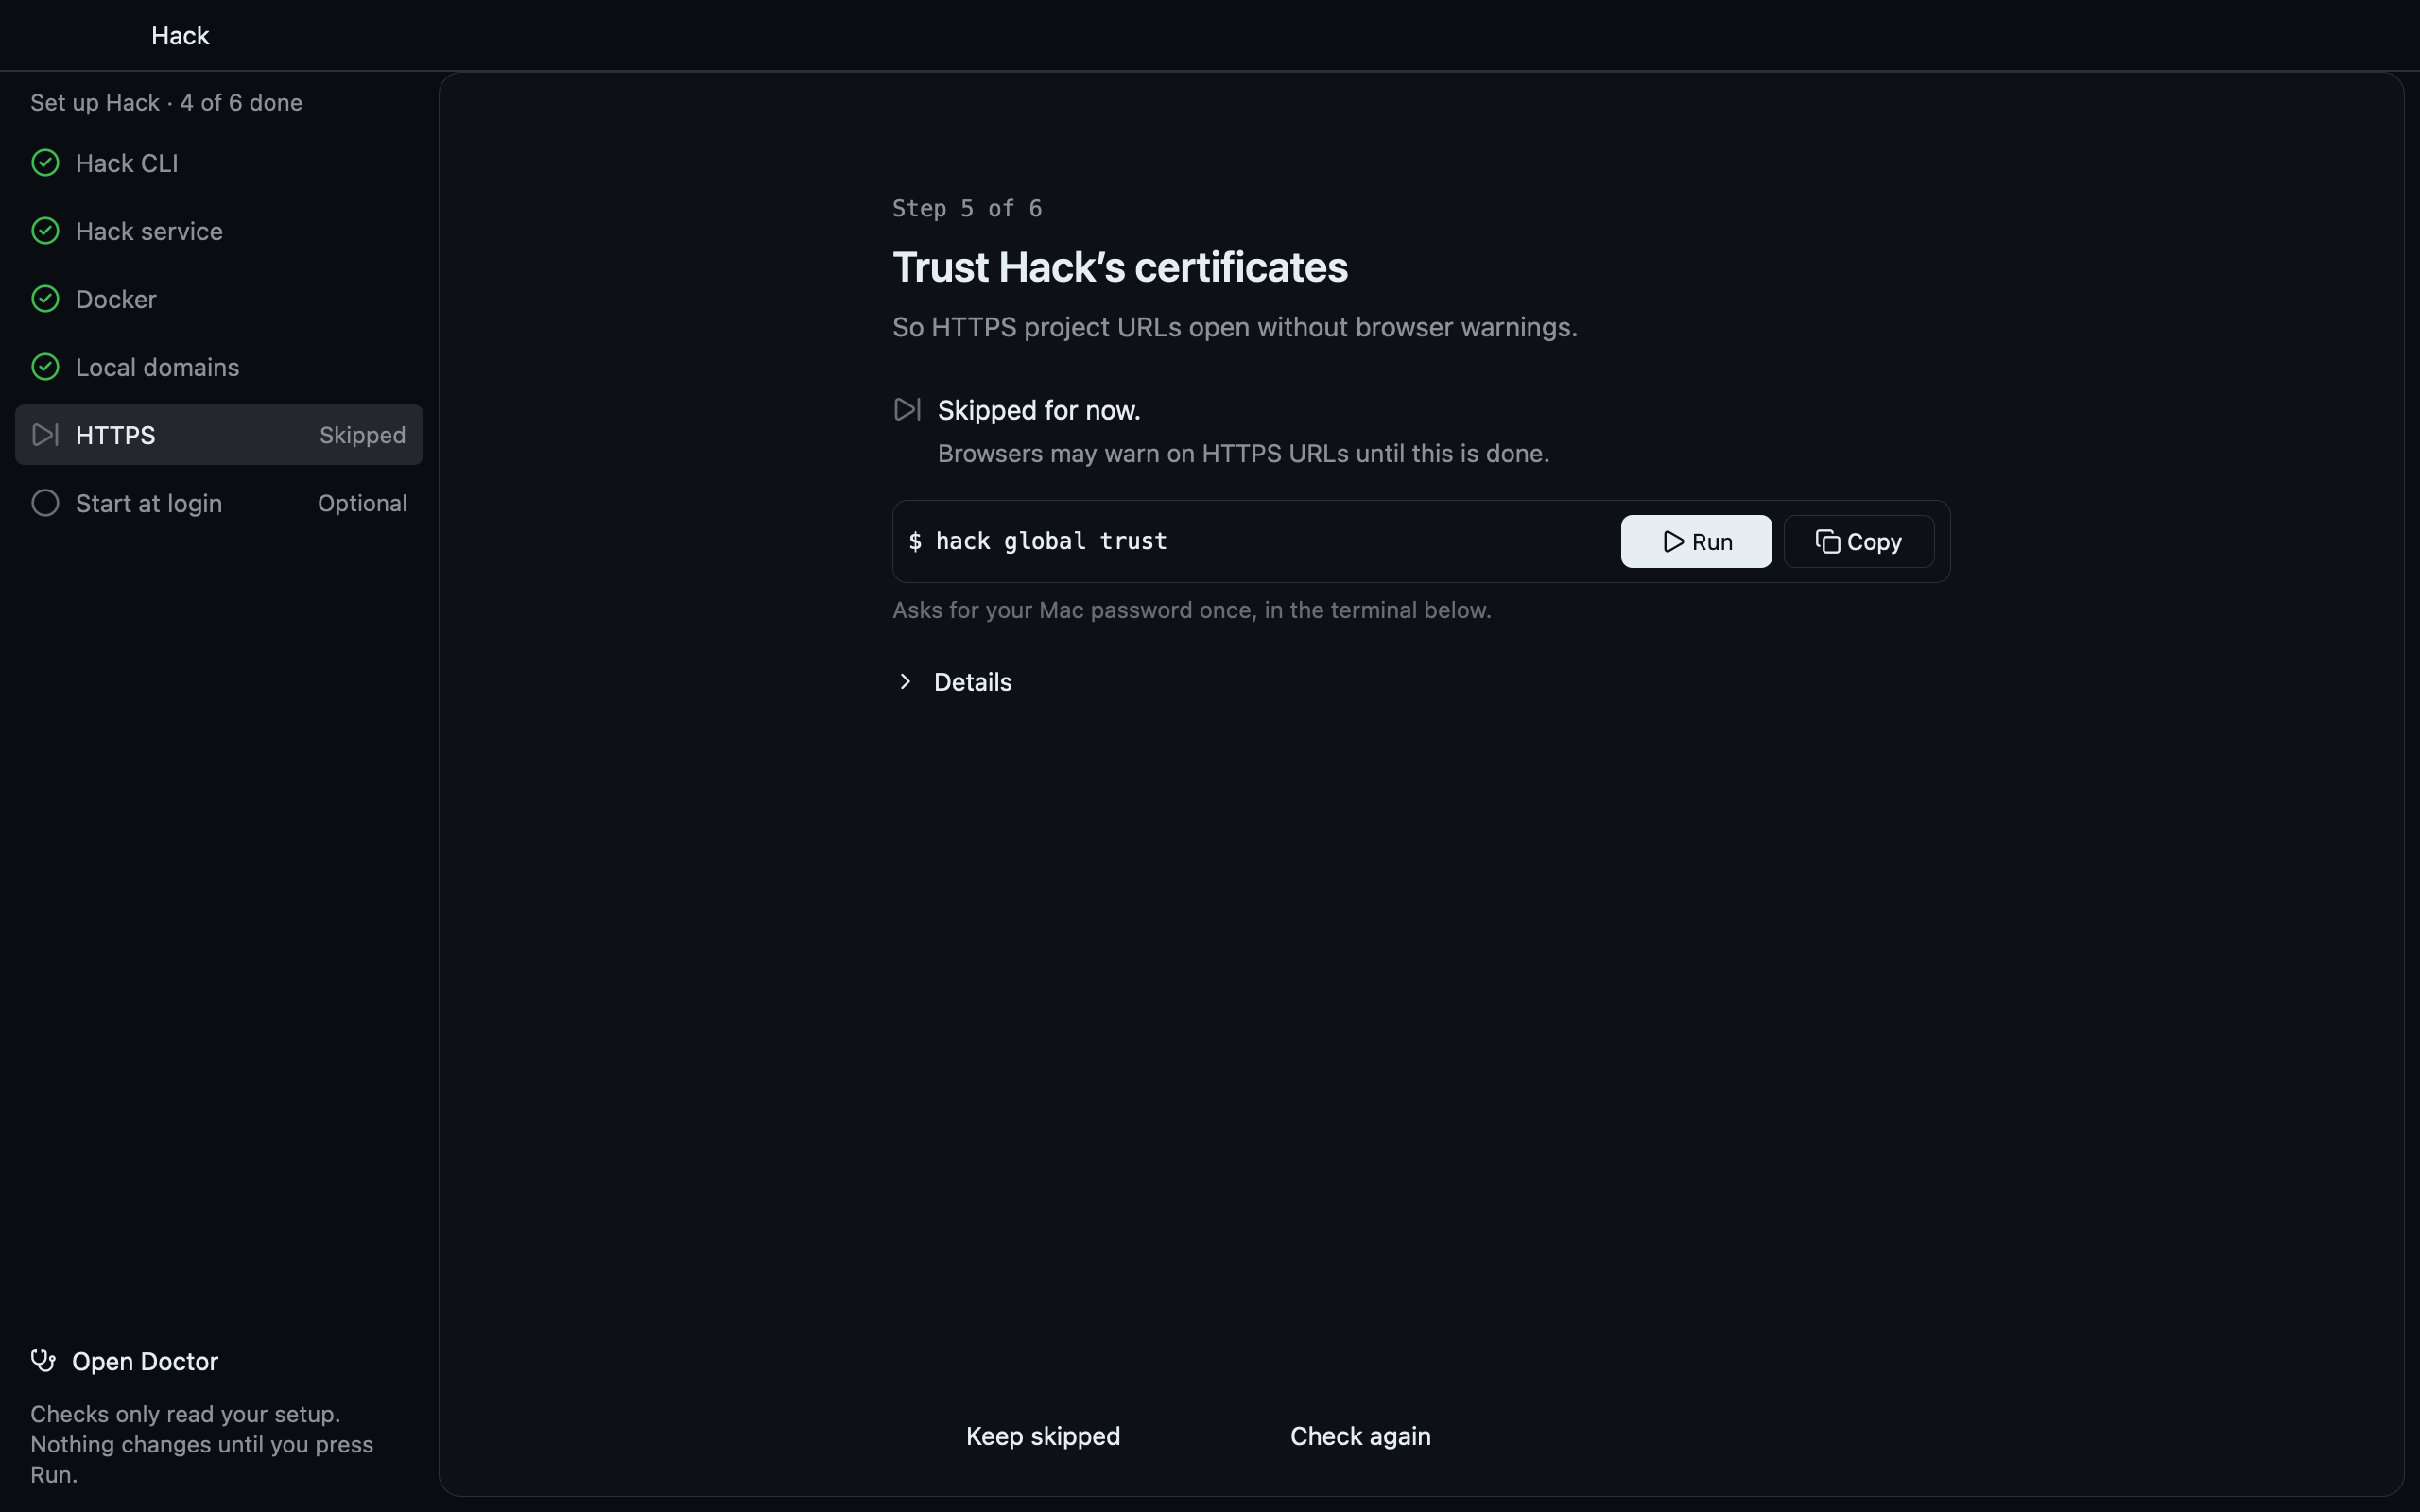 Hack
Set up Hack · 4 of 6 done
Hack CLI
Hack service
Docker
Local domains
HTTPS Skipped
Start at login Optional
Open Doctor
Checks only read your setup.
Nothing changes until you press
Run.
Step 5 of 6
Trust Hack’s certificates
So HTTPS project URLs open without browser warnings.
Skipped for now.
Browsers may warn on HTTPS URLs until this is done.
$ hack global trust Run Copy
Asks for your Mac password once, in the terminal below.
Details
Keep skipped Check again